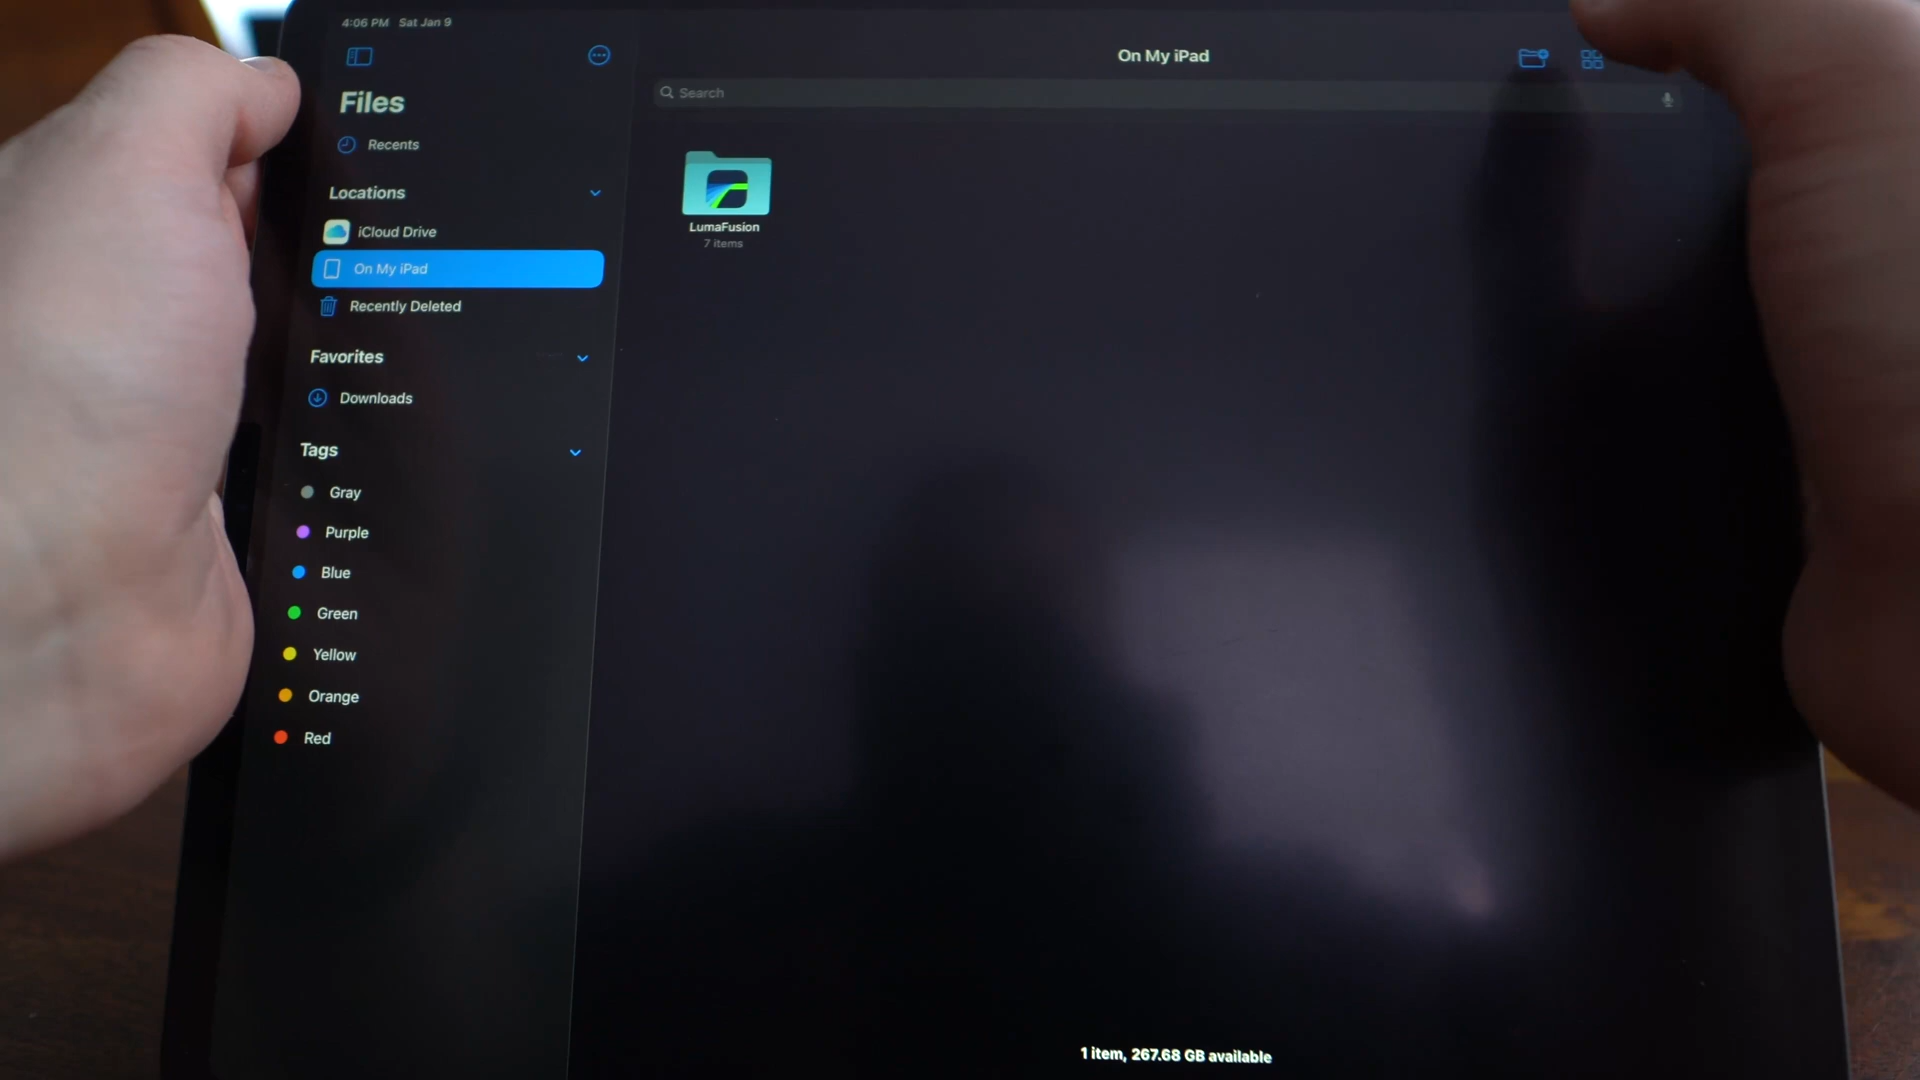 4:06 PM Sat Jan 9
On My iPad
Search
Files
Recents
Locations
iCloud Drive
On My iPad
Recently Deleted
Favorites
Downloads
Tags
Gray
Purple
Blue
Green
Yellow
Orange
Red
LumaFusion
7 items
1 item, 267.68 GB available